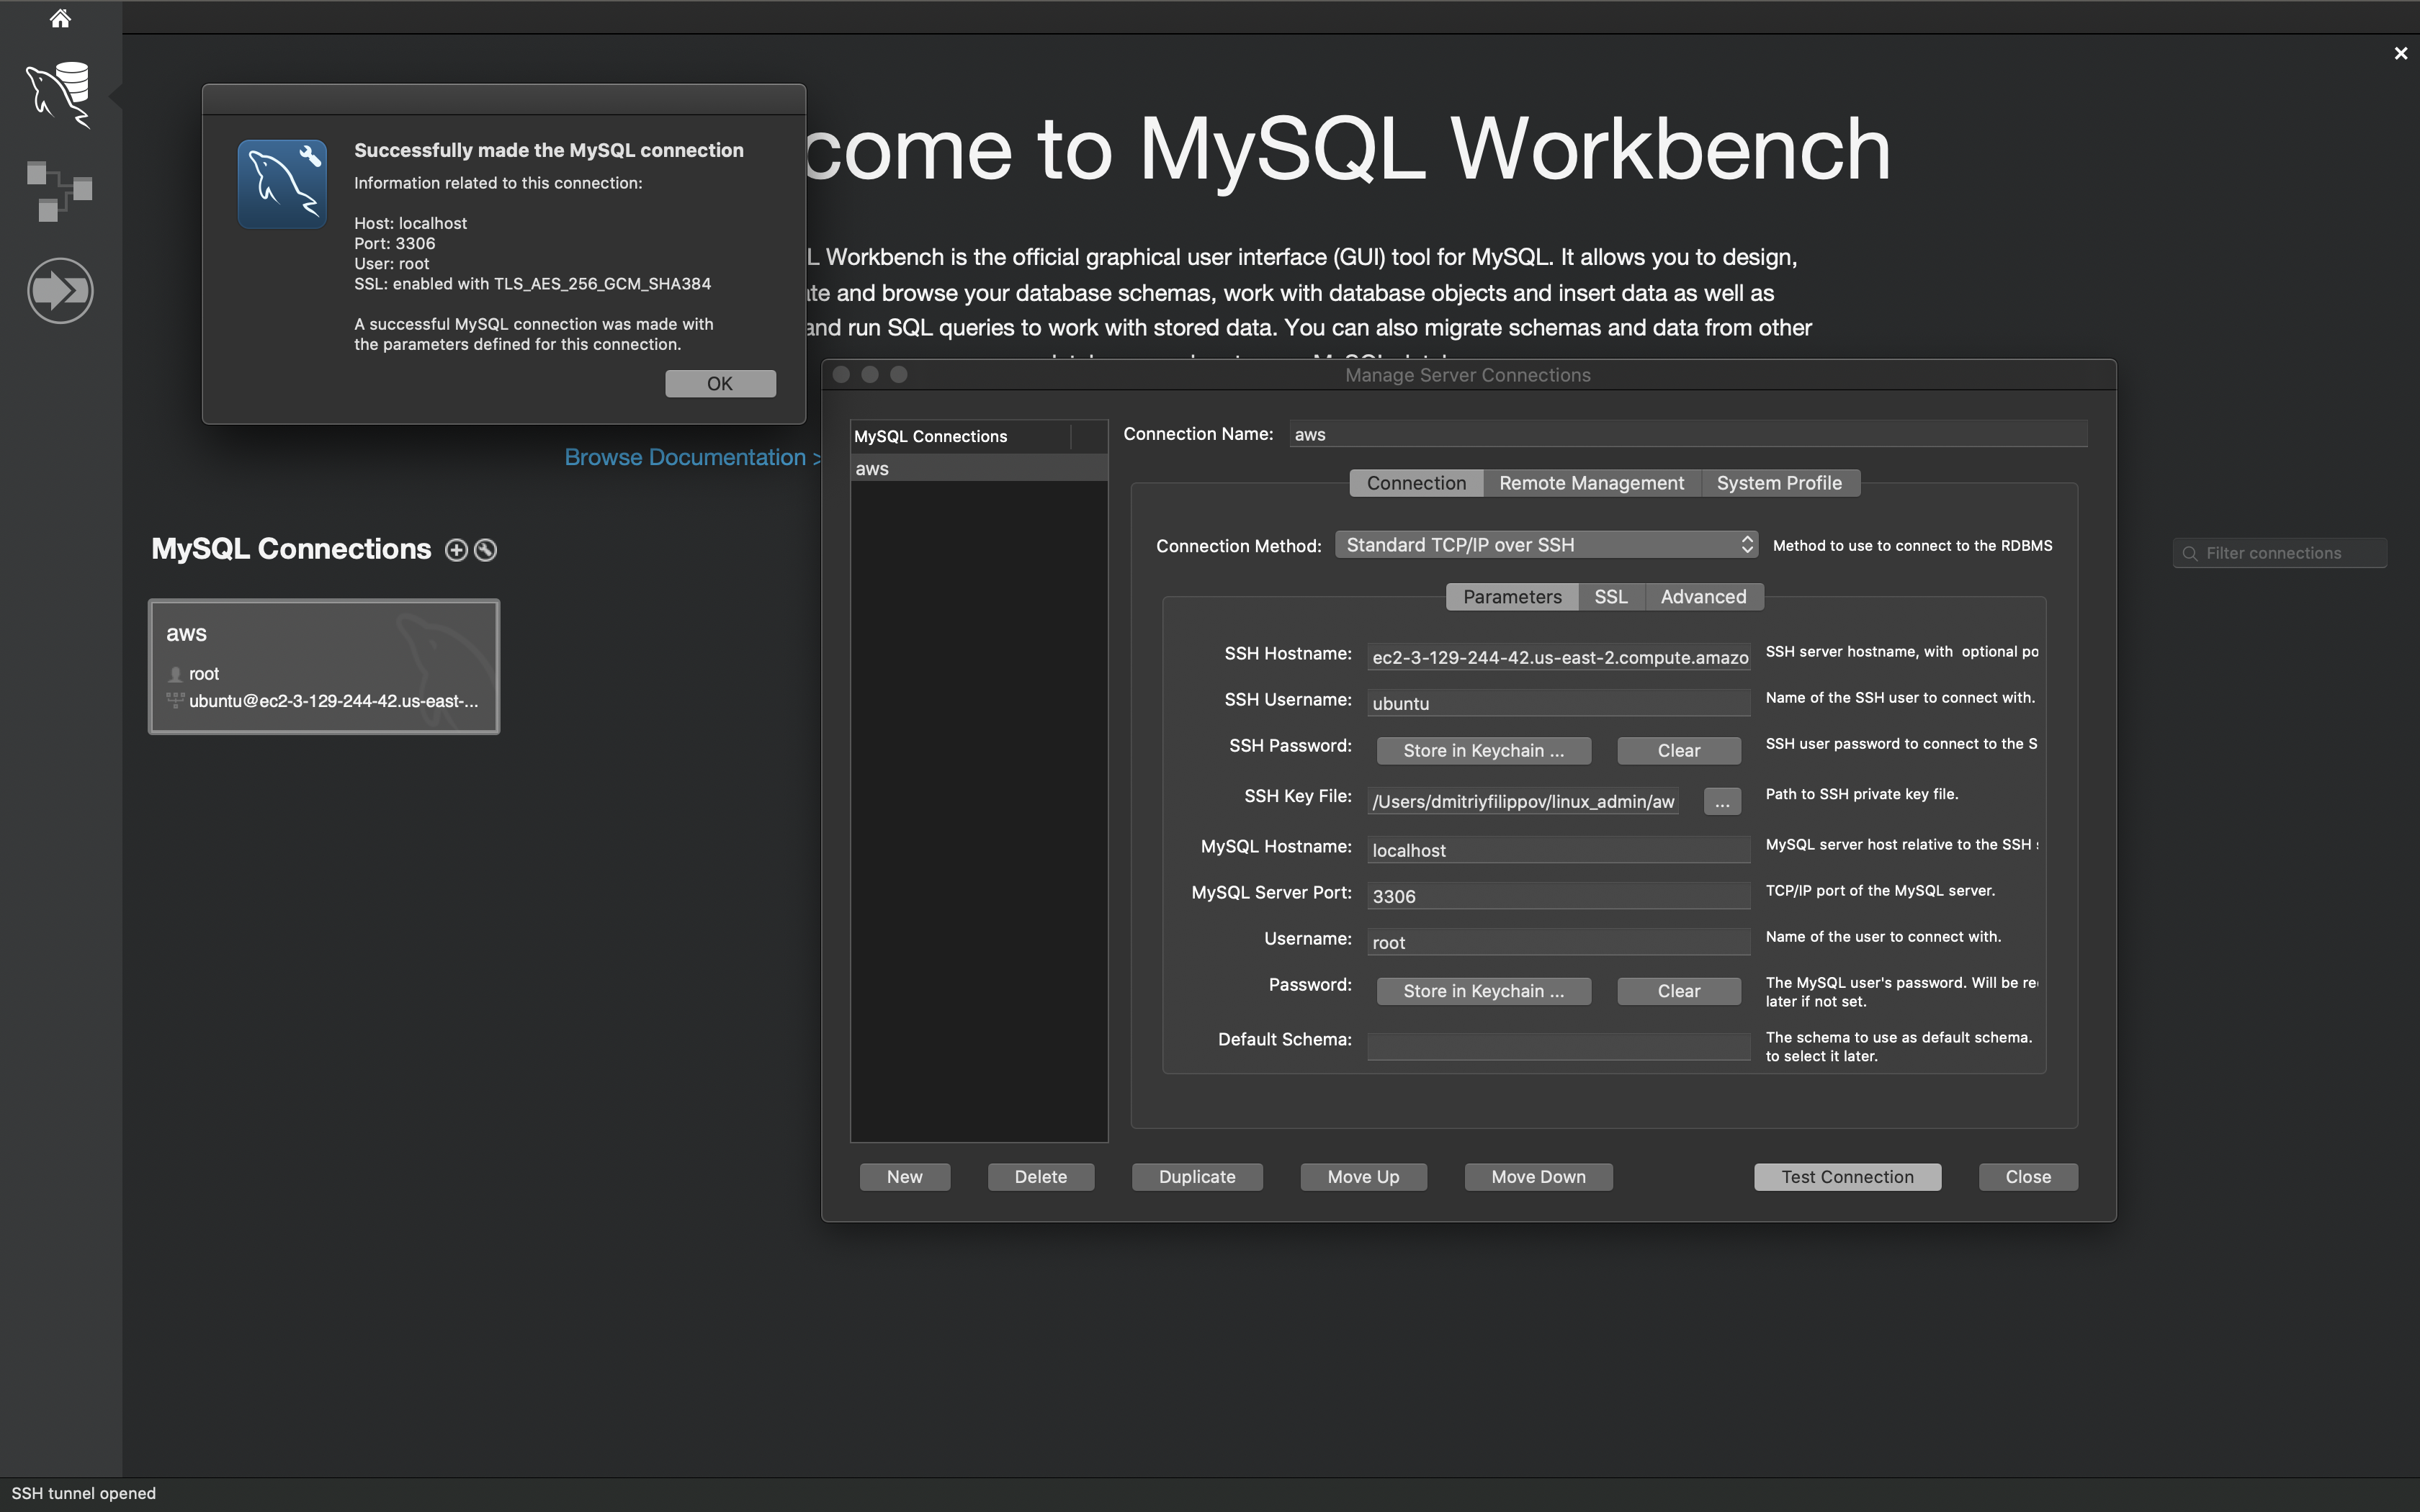 Successfully made the MySQL connection
Information related to this connection:
Host: localhost
Port: 3306
User: root
SSL: enabled with TLS_AES_256_GCM_SHA384
A successful MySQL connection was made with
the parameters defined for this connection.
OK
come to MySQL Workbench
L Workbench is the official graphical user interface (GUI) tool for MySQL. It allows you to design,
te and browse your database schemas, work with database objects and insert data as well as
and run SQL queries to work with stored data. You can also migrate schemas and data from other
Browse Documentation >
MySQL Connections
Filter connections
aws
root
ubuntu@ec2-3-129-244-42.us-east-...
Manage Server Connections
MySQL Connections
aws
Connection Name: aws
Connection Remote Management System Profile
Connection Method: Standard TCP/IP over SSH Method to use to connect to the RDBMS
Parameters SSL Advanced
SSH Hostname: ec2-3-129-244-42.us-east-2.compute.amazo SSH server hostname, with optional po
SSH Username: ubuntu Name of the SSH user to connect with.
SSH Password: Store in Keychain ... Clear SSH user password to connect to the S
SSH Key File: /Users/dmitriyfilippov/linux_admin/aw ... Path to SSH private key file.
MySQL Hostname: localhost MySQL server host relative to the SSH
MySQL Server Port: 3306 TCP/IP port of the MySQL server.
Username: root Name of the user to connect with.
Password: Store in Keychain ... Clear The MySQL user's password. Will be re
later if not set.
Default Schema: The schema to use as default schema.
to select it later.
New Delete Duplicate Move Up Move Down Test Connection Close
SSH tunnel opened